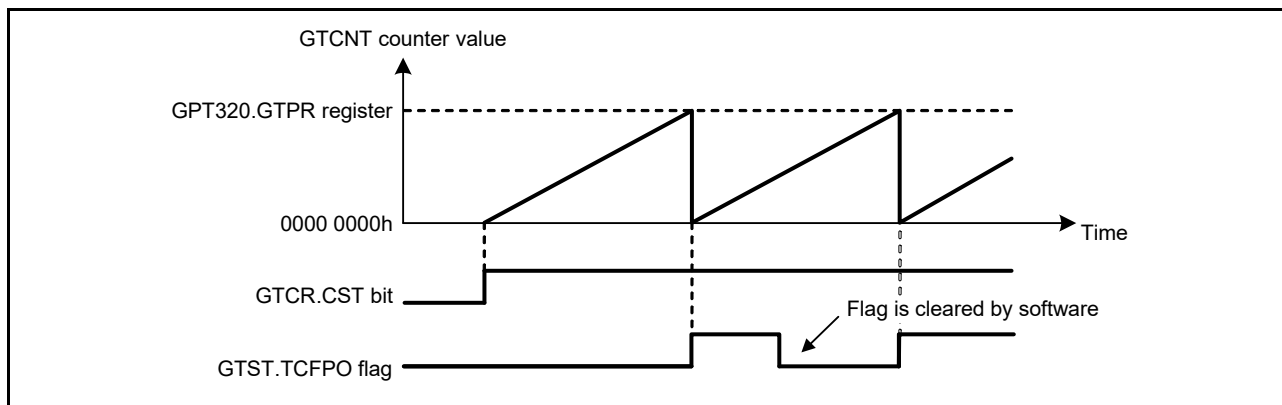 GTCNT counter value
GPT320.GTPR register
0000 0000h
Time
GTCR.CST bit
Flag is cleared by software
GTST.TCFPO flag